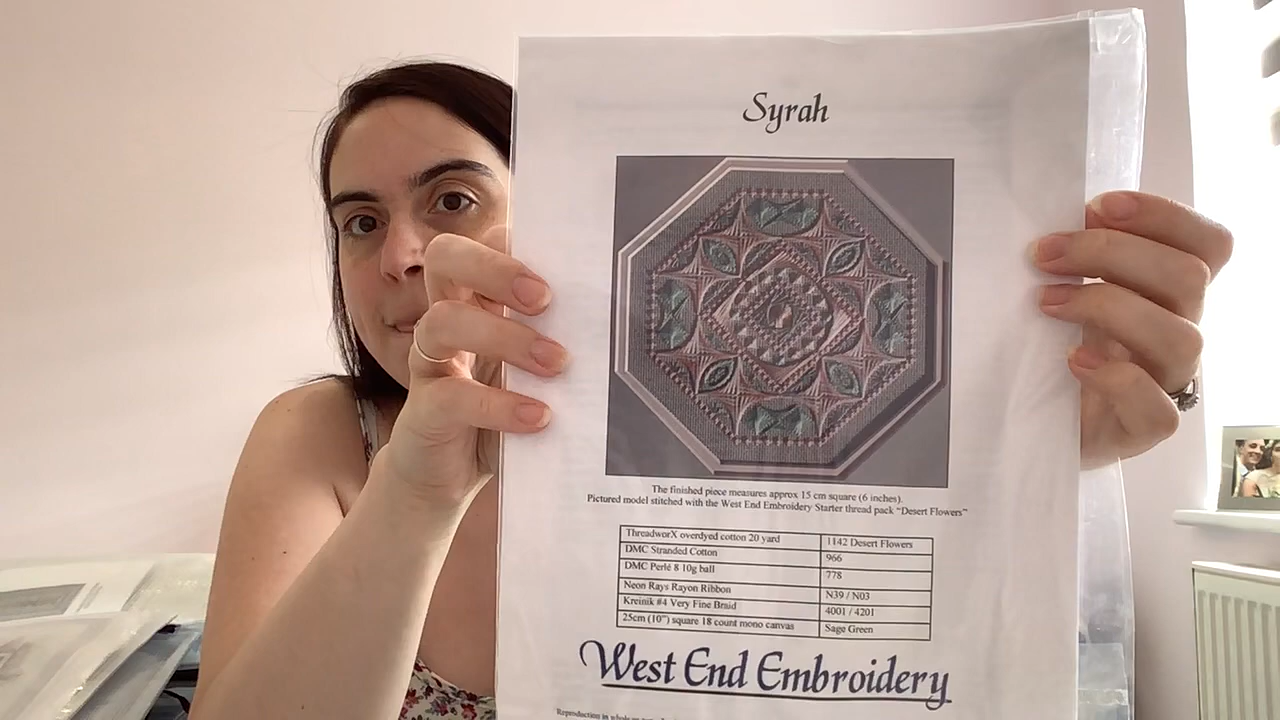 Syrah
The finished piece measures approx 15 cm square (6 inches).
Pictured model stitched with the West End Embroidery Starter thread pack "Desert Flowers"
ThreadworX overdyed cotton 20 yard 1142 Desert Flowers
DMC Stranded Cotton 966
DMC Perlé 8 10g ball 778
Neon Rays Rayon Ribbon N39 / N03
Kreinik #4 Very Fine Braid 4001 / 4201
25cm (10") square 18 count mono canvas Sage Green
West End Embroidery
Reproduction in whole